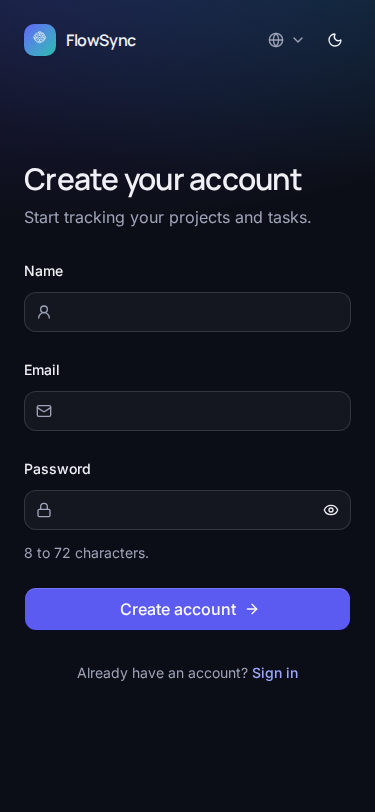 FlowSync
Create your account
Start tracking your projects and tasks.
Name
Email
Password
8 to 72 characters.
Create account
Already have an account? Sign in